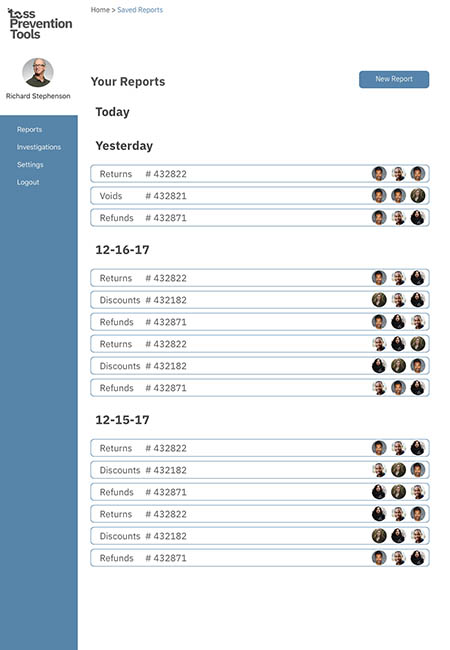 Loss
Prevention
Tools
Home > Saved Reports
Richard Stephenson
Reports
Investigations
Settings
Logout
Your Reports
New Report
Today
Yesterday
Returns # 432822
Voids # 432821
Refunds # 432871
12-16-17
Returns # 432822
Discounts # 432182
Refunds # 432871
Returns # 432822
Discounts # 432182
Refunds # 432871
12-15-17
Returns # 432822
Discounts # 432182
Refunds # 432871
Returns # 432822
Discounts # 432182
Refunds # 432871